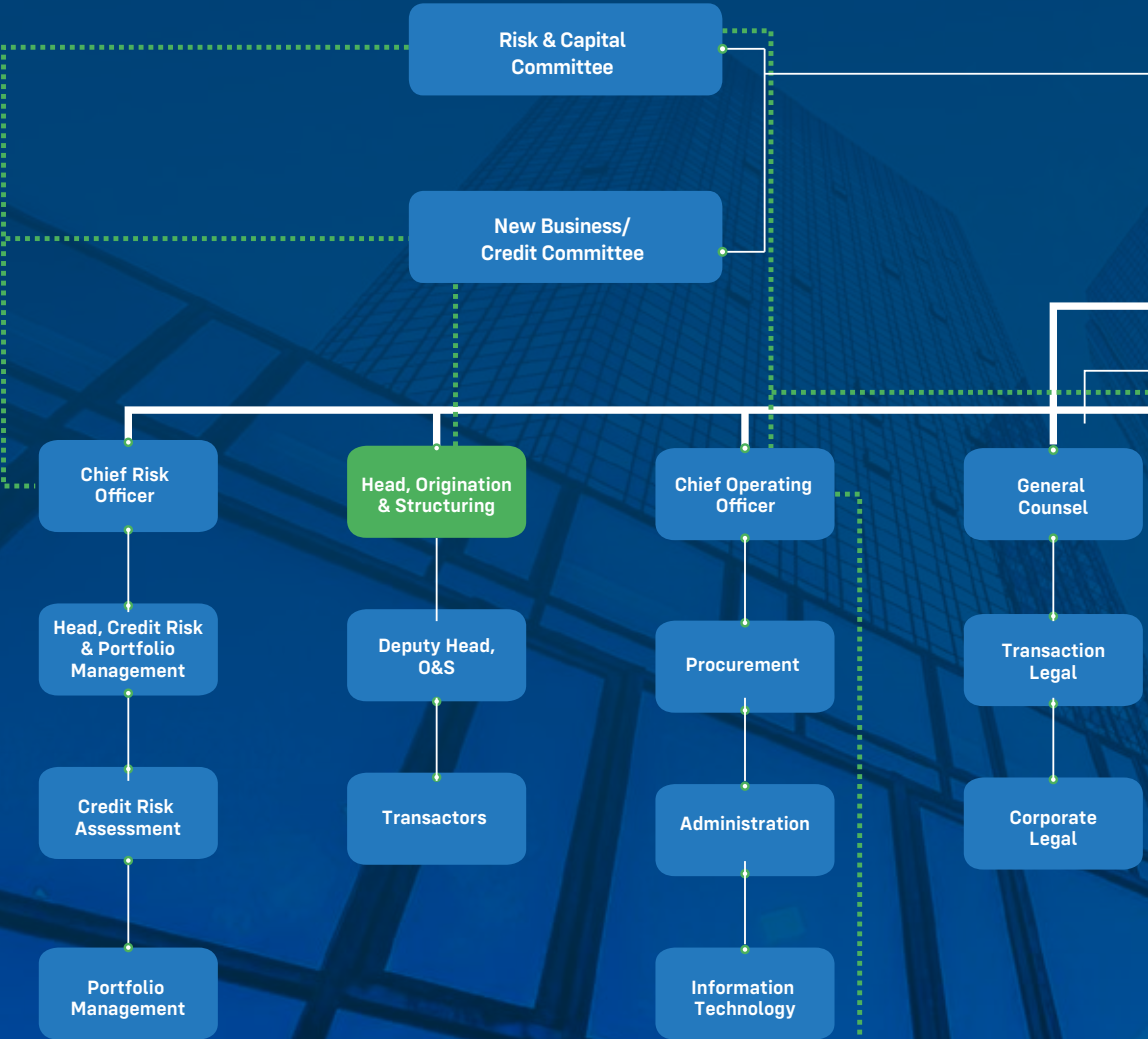 Risk & Capital
Committee
New Business/
Credit Committee
Chief Risk
Officer
Head, Origination
& Structuring
Chief Operating
Officer
General
Counsel
Head, Credit Risk
& Portfolio
Management
Deputy Head,
O&S
Procurement
Transaction
Legal
Credit Risk
Assessment
Transactors
Administration
Corporate
Legal
Portfolio
Management
Information
Technology